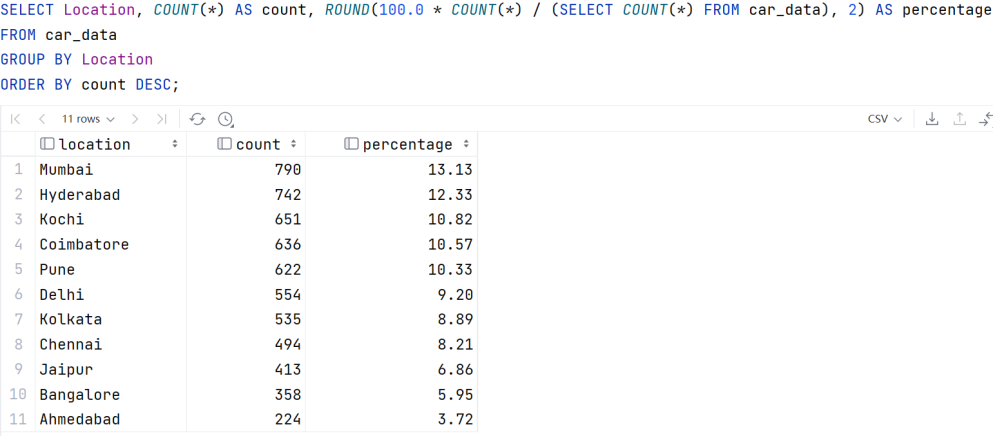 SELECT Location, COUNT(*) AS count, ROUND(100.0 * COUNT(*) / (SELECT COUNT(*) FROM car_data), 2) AS percentage
FROM car_data
GROUP BY Location
ORDER BY count DESC;
11 rows CSV
location count percentage
1 Mumbai 790 13.13
2 Hyderabad 742 12.33
3 Kochi 651 10.82
4 Coimbatore 636 10.57
5 Pune 622 10.33
6 Delhi 554 9.20
7 Kolkata 535 8.89
8 Chennai 494 8.21
9 Jaipur 413 6.86
10 Bangalore 358 5.95
11 Ahmedabad 224 3.72